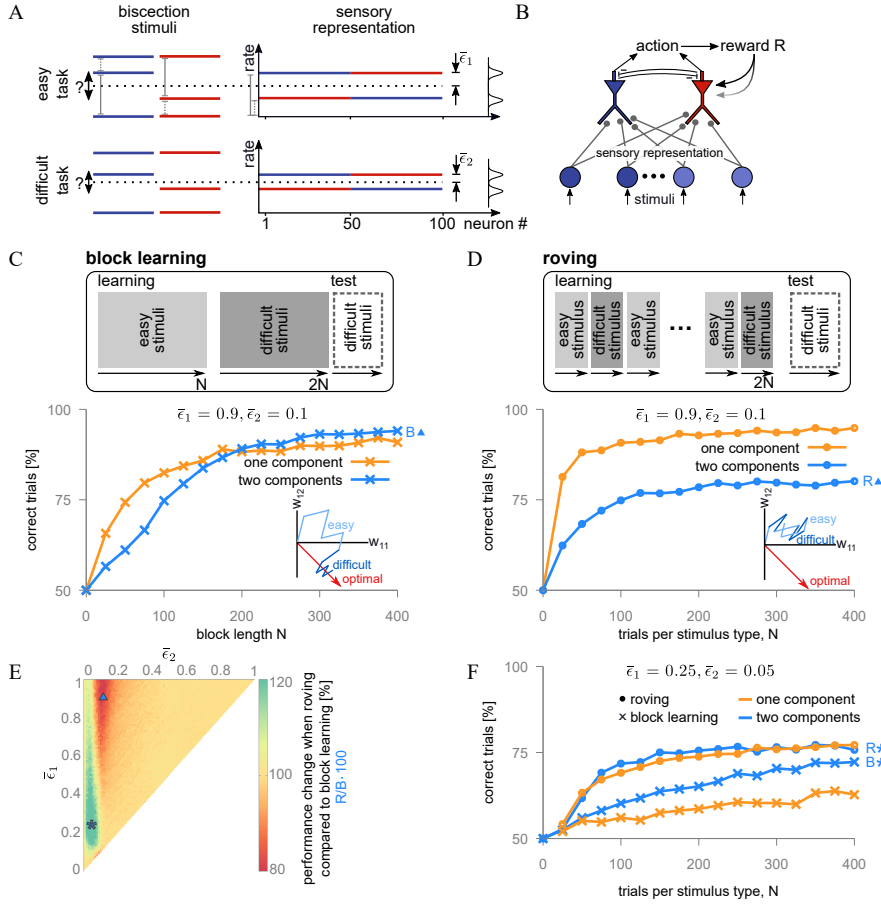 A
biscection
stimuli
sensory
representation
easy
task
?
rate
ε̄1
difficult
task
?
rate
ε̄2
1
50
100
neuron #
B
action
reward R
sensory representation
stimuli
C
block learning
learning
test
easy
stimuli
difficult
stimuli
difficult
stimuli
N
2N
ε̄1 = 0.9, ε̄2 = 0.1
100
75
50
correct trials [%]
one component
two components
B▲
w12
w11
easy
difficult
optimal
0
100
200
300
400
block length N
D
roving
learning
test
easy
stimulus
difficult
stimulus
easy
stimulus
•••
easy
stimulus
difficult
stimulus
difficult
stimuli
2N
ε̄1 = 0.9, ε̄2 = 0.1
100
75
50
correct trials [%]
one component
two components
R▲
w12
w11
easy
difficult
optimal
0
100
200
300
400
trials per stimulus type, N
E
ε̄2
0
0.2
0.4
0.6
0.8
1
ε̄1
1
0.8
0.6
0.4
0.2
0
120
100
80
performance change when roving
compared to block learning [%]
R/B·100
F
ε̄1 = 0.25, ε̄2 = 0.05
100
75
50
correct trials [%]
roving
block learning
one component
two components
R*
B*
0
100
200
300
400
trials per stimulus type, N